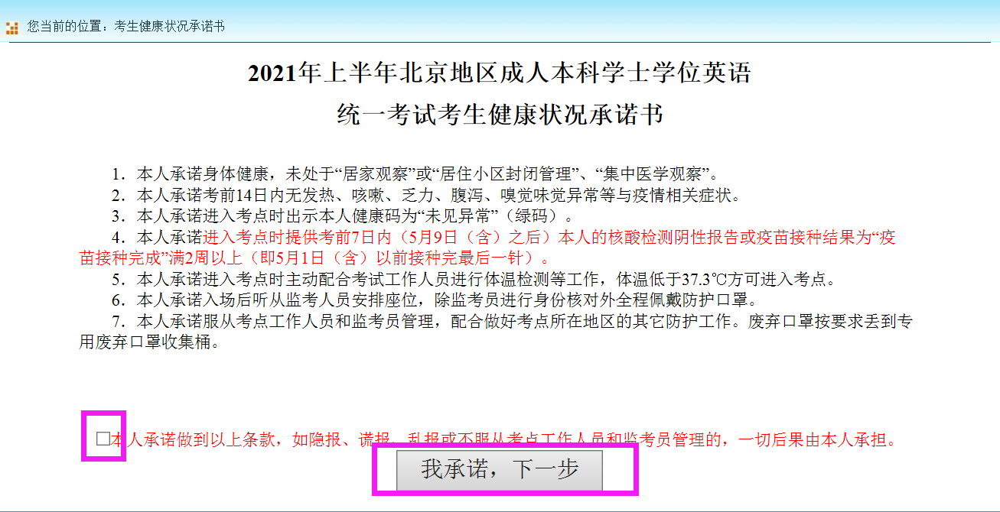 您当前的位置：考生健康状况承诺书
2021年上半年北京地区成人本科学士学位英语
统一考试考生健康状况承诺书
1．本人承诺身体健康，未处于“居家观察”或“居住小区封闭管理”、“集中医学观察”。
2．本人承诺考前14日内无发热、咳嗽、乏力、腹泻、嗅觉味觉异常等与疫情相关症状。
3．本人承诺进入考点时出示本人健康码为“未见异常”（绿码）。
4．本人承诺进入考点时提供考前7日内（5月9日（含）之后）本人的核酸检测阴性报告或疫苗接种结果为“疫
苗接种完成”满2周以上（即5月1日（含）以前接种完最后一针）。
5．本人承诺进入考点时主动配合考试工作人员进行体温检测等工作，体温低于37.3℃方可进入考点。
6．本人承诺入场后听从监考人员安排座位，除监考员进行身份核对外全程佩戴防护口罩。
7．本人承诺服从考点工作人员和监考员管理，配合做好考点所在地区的其它防护工作。废弃口罩按要求丢到专
用废弃口罩收集桶。
本人承诺做到以上条款，如隐报、谎报、乱报或不服从考点工作人员和监考员管理的，一切后果由本人承担。
我承诺，下一步